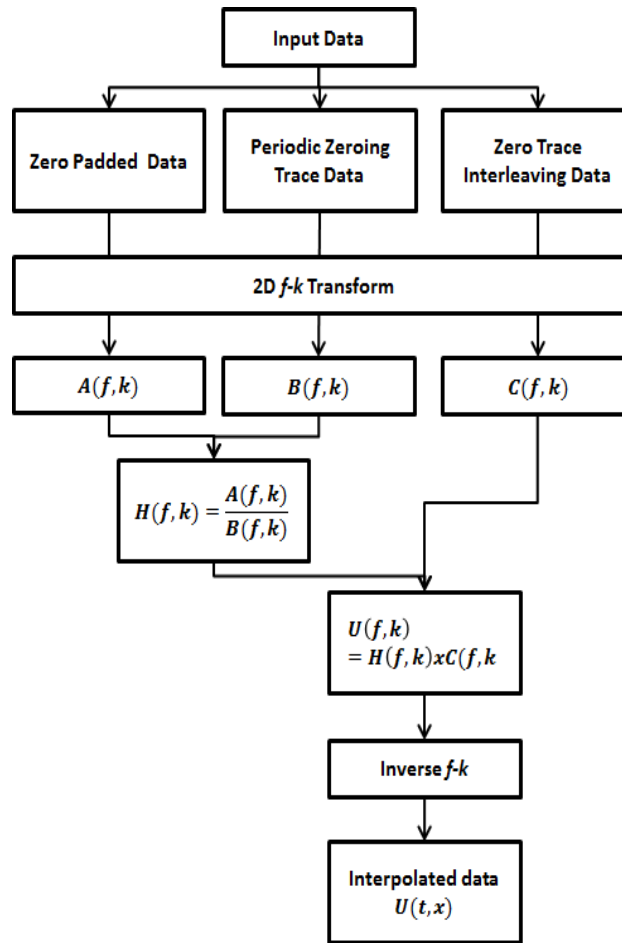 Input Data
Zero Padded Data
Periodic Zeroing
Trace Data
Zero Trace
Interleaving Data
2D f-k Transform
A(f,k)
B(f,k)
C(f,k)
H(f,k) = A(f,k) / B(f,k)
U(f,k)
= H(f,k)xC(f,k
Inverse f-k
Interpolated data
U(t,x)